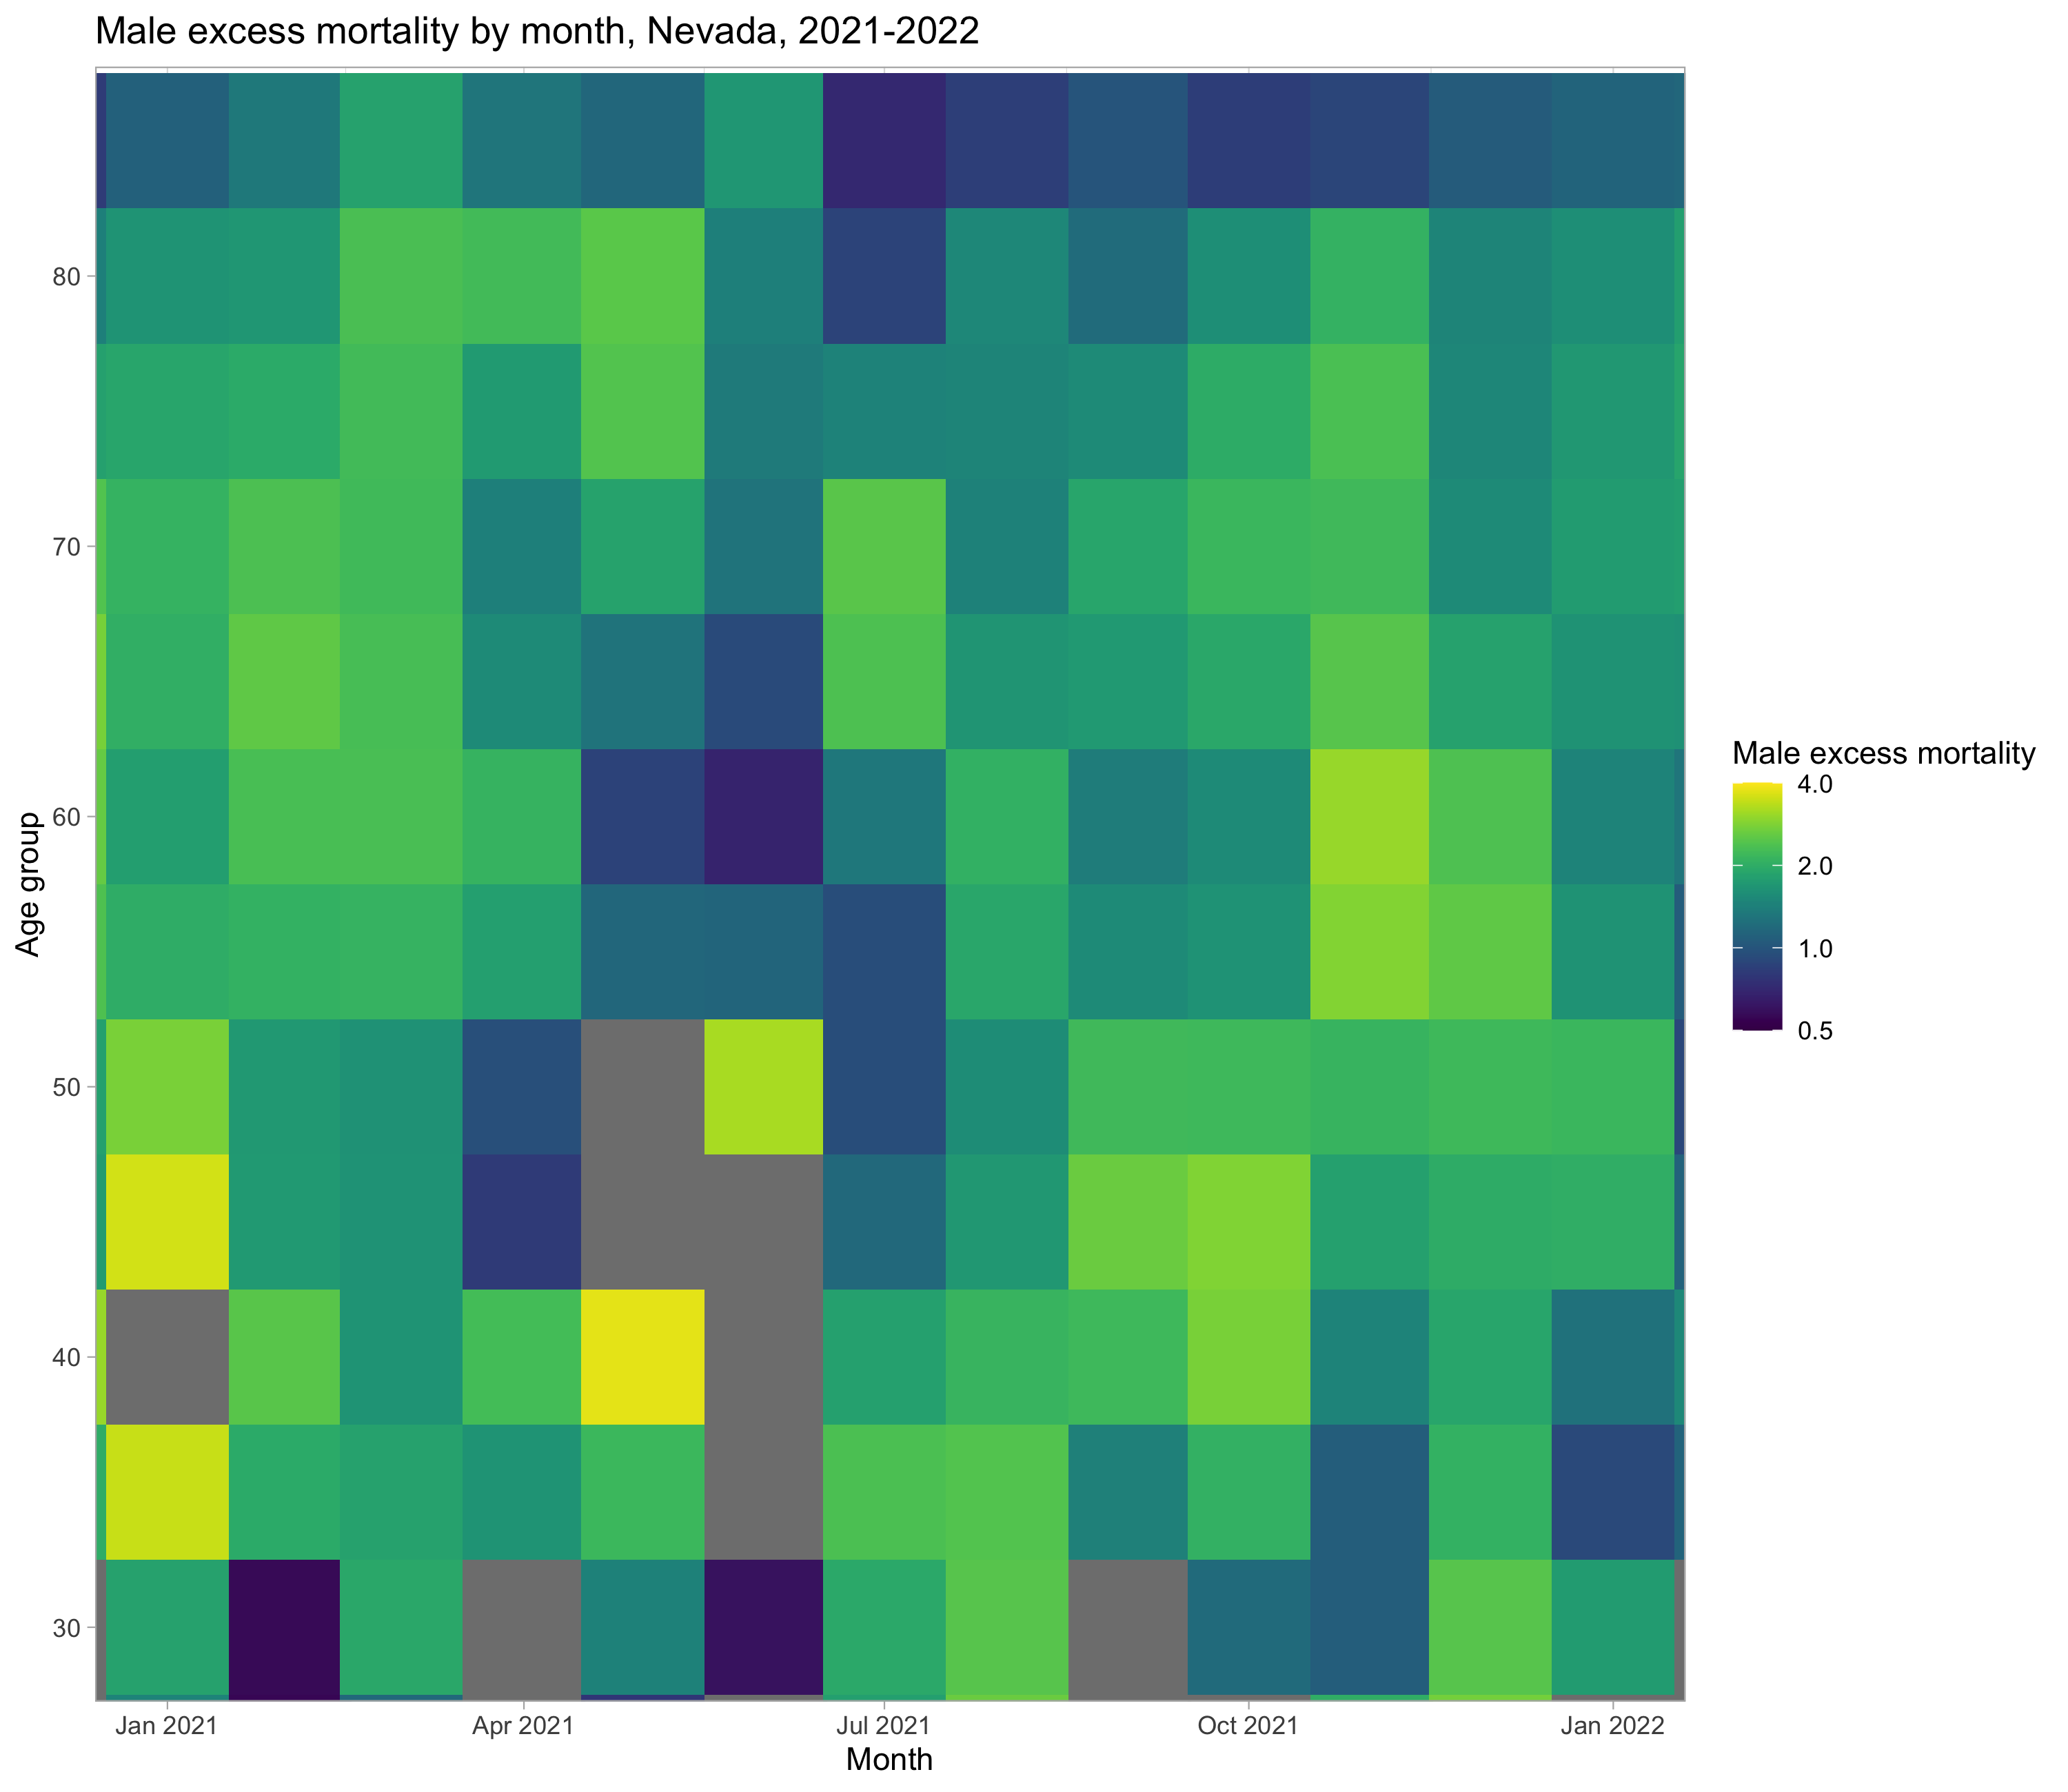 Male excess mortality by month, Nevada, 2021-2022
Age group
80
70
60
50
40
30
Jan 2021
Apr 2021
Jul 2021
Oct 2021
Jan 2022
Month
Male excess mortality
4.0
2.0
1.0
0.5